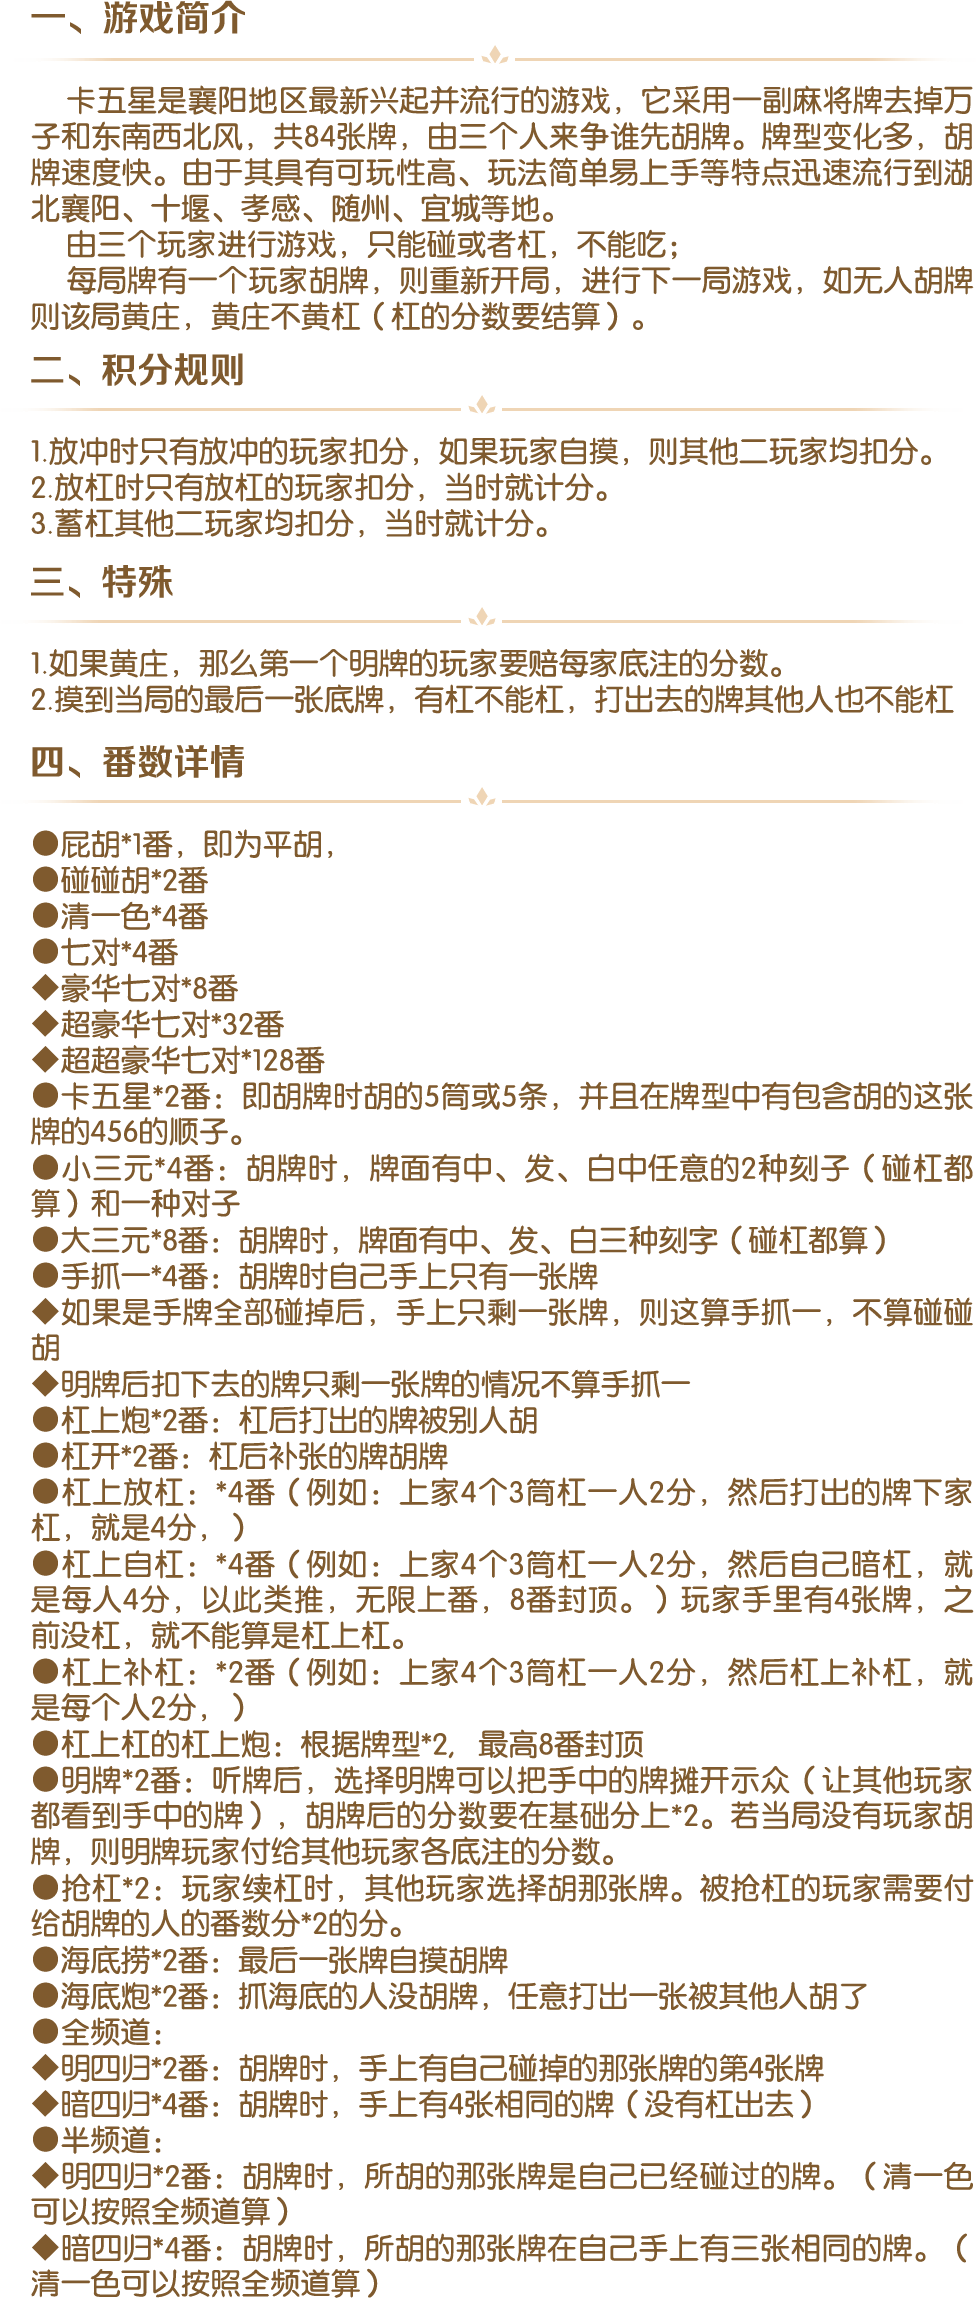 一、游戏简介
卡五星是襄阳地区最新兴起并流行的游戏，它采用一副麻将牌去掉万
子和东南西北风，共84张牌，由三个人来争谁先胡牌。牌型变化多，胡
牌速度快。由于其具有可玩性高、玩法简单易上手等特点迅速流行到湖
北襄阳、十堰、孝感、随州、宜城等地。
由三个玩家进行游戏，只能碰或者杠，不能吃；
每局牌有一个玩家胡牌，则重新开局，进行下一局游戏，如无人胡牌
则该局黄庄，黄庄不黄杠（杠的分数要结算）。
二、积分规则
1.放冲时只有放冲的玩家扣分，如果玩家自摸，则其他二玩家均扣分。
2.放杠时只有放杠的玩家扣分，当时就计分。
3.蓄杠其他二玩家均扣分，当时就计分。
三、特殊
1.如果黄庄，那么第一个明牌的玩家要赔每家底注的分数。
2.摸到当局的最后一张底牌，有杠不能杠，打出去的牌其他人也不能杠
四、番数详情
●屁胡*1番，即为平胡，
●碰碰胡*2番
●清一色*4番
●七对*4番
◆豪华七对*8番
◆超豪华七对*32番
◆超超豪华七对*128番
●卡五星*2番：即胡牌时胡的5筒或5条，并且在牌型中有包含胡的这张
牌的456的顺子。
●小三元*4番：胡牌时，牌面有中、发、白中任意的2种刻子（碰杠都
算）和一种对子
●大三元*8番：胡牌时，牌面有中、发、白三种刻字（碰杠都算）
●手抓一*4番：胡牌时自己手上只有一张牌
◆如果是手牌全部碰掉后，手上只剩一张牌，则这算手抓一，不算碰碰
胡
◆明牌后扣下去的牌只剩一张牌的情况不算手抓一
●杠上炮*2番：杠后打出的牌被别人胡
●杠开*2番：杠后补张的牌胡牌
●杠上放杠：*4番（例如：上家4个3筒杠一人2分，然后打出的牌下家
杠，就是4分，）
●杠上自杠：*4番（例如：上家4个3筒杠一人2分，然后自己暗杠，就
是每人4分，以此类推，无限上番，8番封顶。）玩家手里有4张牌，之
前没杠，就不能算是杠上杠。
●杠上补杠：*2番（例如：上家4个3筒杠一人2分，然后杠上补杠，就
是每个人2分，）
●杠上杠的杠上炮：根据牌型*2，最高8番封顶
●明牌*2番：听牌后，选择明牌可以把手中的牌摊开示众（让其他玩家
都看到手中的牌），胡牌后的分数要在基础分上*2。若当局没有玩家胡
牌，则明牌玩家付给其他玩家各底注的分数。
●抢杠*2：玩家续杠时，其他玩家选择胡那张牌。被抢杠的玩家需要付
给胡牌的人的番数分*2的分。
●海底捞*2番：最后一张牌自摸胡牌
●海底炮*2番：抓海底的人没胡牌，任意打出一张被其他人胡了
●全频道：
◆明四归*2番：胡牌时，手上有自己碰掉的那张牌的第4张牌
◆暗四归*4番：胡牌时，手上有4张相同的牌（没有杠出去）
●半频道：
◆明四归*2番：胡牌时，所胡的那张牌是自己已经碰过的牌。（清一色
可以按照全频道算）
◆暗四归*4番：胡牌时，所胡的那张牌在自己手上有三张相同的牌。（
清一色可以按照全频道算）